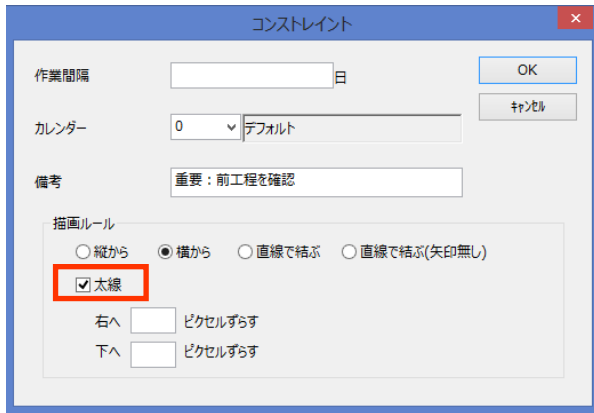 コンストレイント
作業間隔 日 OK
ｷｬﾝｾﾙ
カレンダー 0 デフォルト
備考 重要：前工程を確認
描画ルール
縦から 横から 直線で結ぶ 直線で結ぶ(矢印無し)
太線
右へ ピクセルずらす
下へ ピクセルずらす